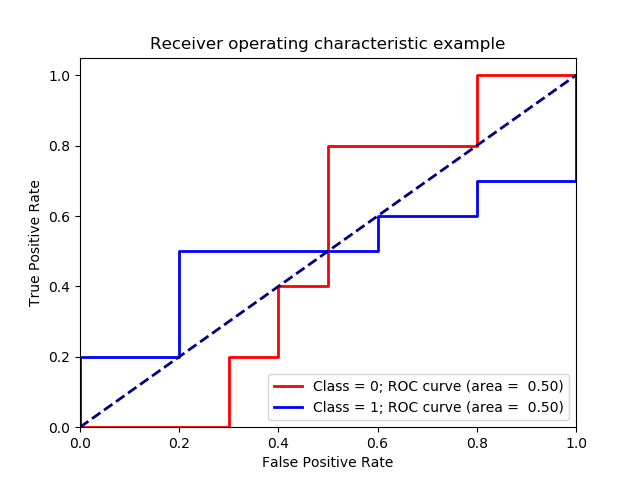 Receiver operating characteristic example
1.0
0.8
0.6
0.4
0.2
0.0
True Positive Rate
Class = 0; ROC curve (area =  0.50)
Class = 1; ROC curve (area =  0.50)
0.0 0.2 0.4 0.6 0.8 1.0
False Positive Rate